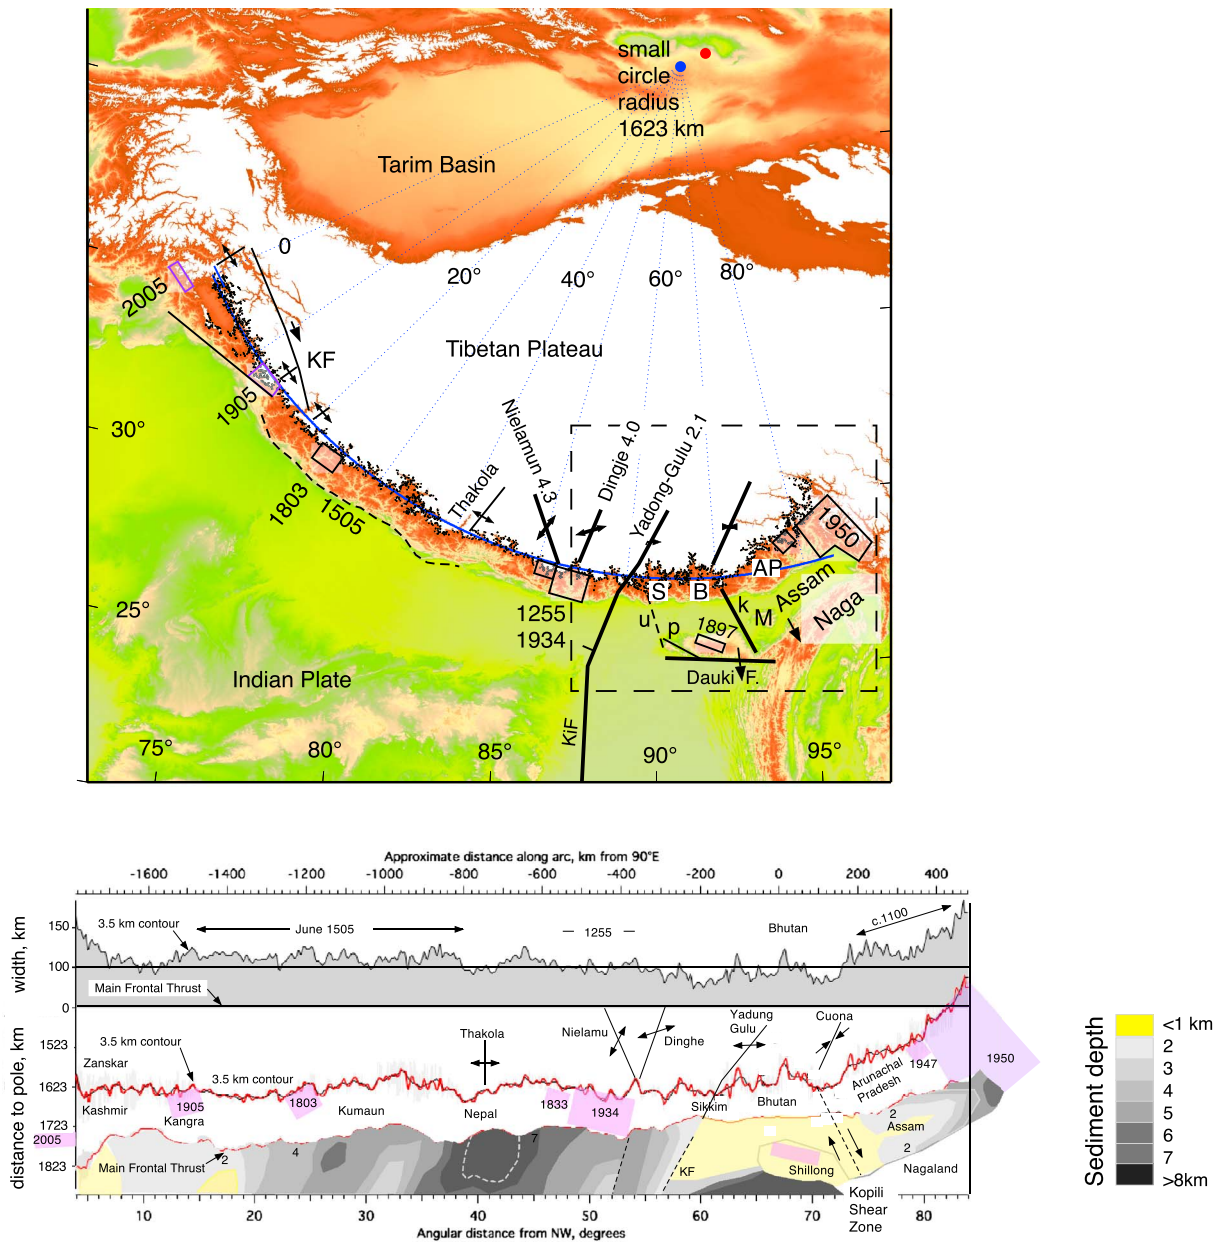 small
circle
radius
1623 km
Tarim Basin
0
20°
40°
60°
80°
2005
KF
Tibetan Plateau
1905
30°
Nielamun 4.3
Dingje 4.0
Yadong-Gulu 2.1
Thakola
1803
1505
1950
AP
S
B
Assam
25°
1255
1934
u
p
1897
k
M
Naga
Indian Plate
Dauki F.
KiF
75°
80°
85°
90°
95°
Approximate distance along arc, km from 90°E
-1600 -1400 -1200 -1000 -800 -600 -400 -200 0 200 400
width, km
150
100
0
3.5 km contour
June 1505
1255
Bhutan
c.1100
Main Frontal Thrust
distance to pole, km
1523
1623
1723
1823
2005
Zanskar
3.5 km contour
3.5 km contour
Thakola
Nielamu
Dinghe
Yadung
Gulu
Cuona
1950
1947
Arunachal
Pradesh
Kashmir
1905
Kangra
1803
Kumaun
Nepal
1833
1934
Sikkim
Bhutan
2
Assam
2
Nagaland
Main Frontal Thrust
2
4
7
KF
Shillong
Kopili
Shear
Zone
10 20 30 40 50 60 70 80
Angular distance from NW, degrees
Sediment depth
<1 km
2
3
4
5
6
7
>8km